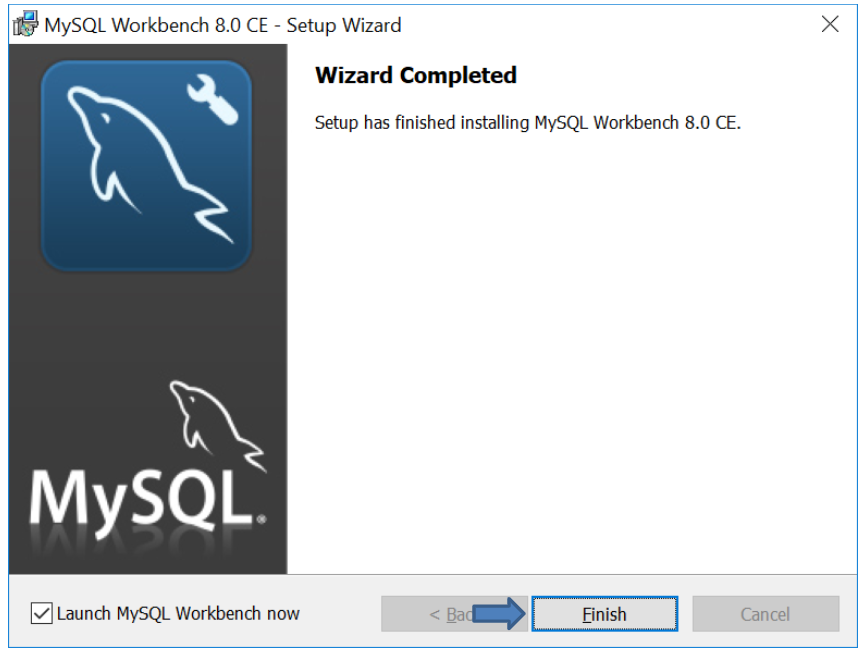 MySQL Workbench 8.0 CE - Setup Wizard
Wizard Completed
Setup has finished installing MySQL Workbench 8.0 CE.
MySQL®
Launch MySQL Workbench now
< Bac
Finish
Cancel